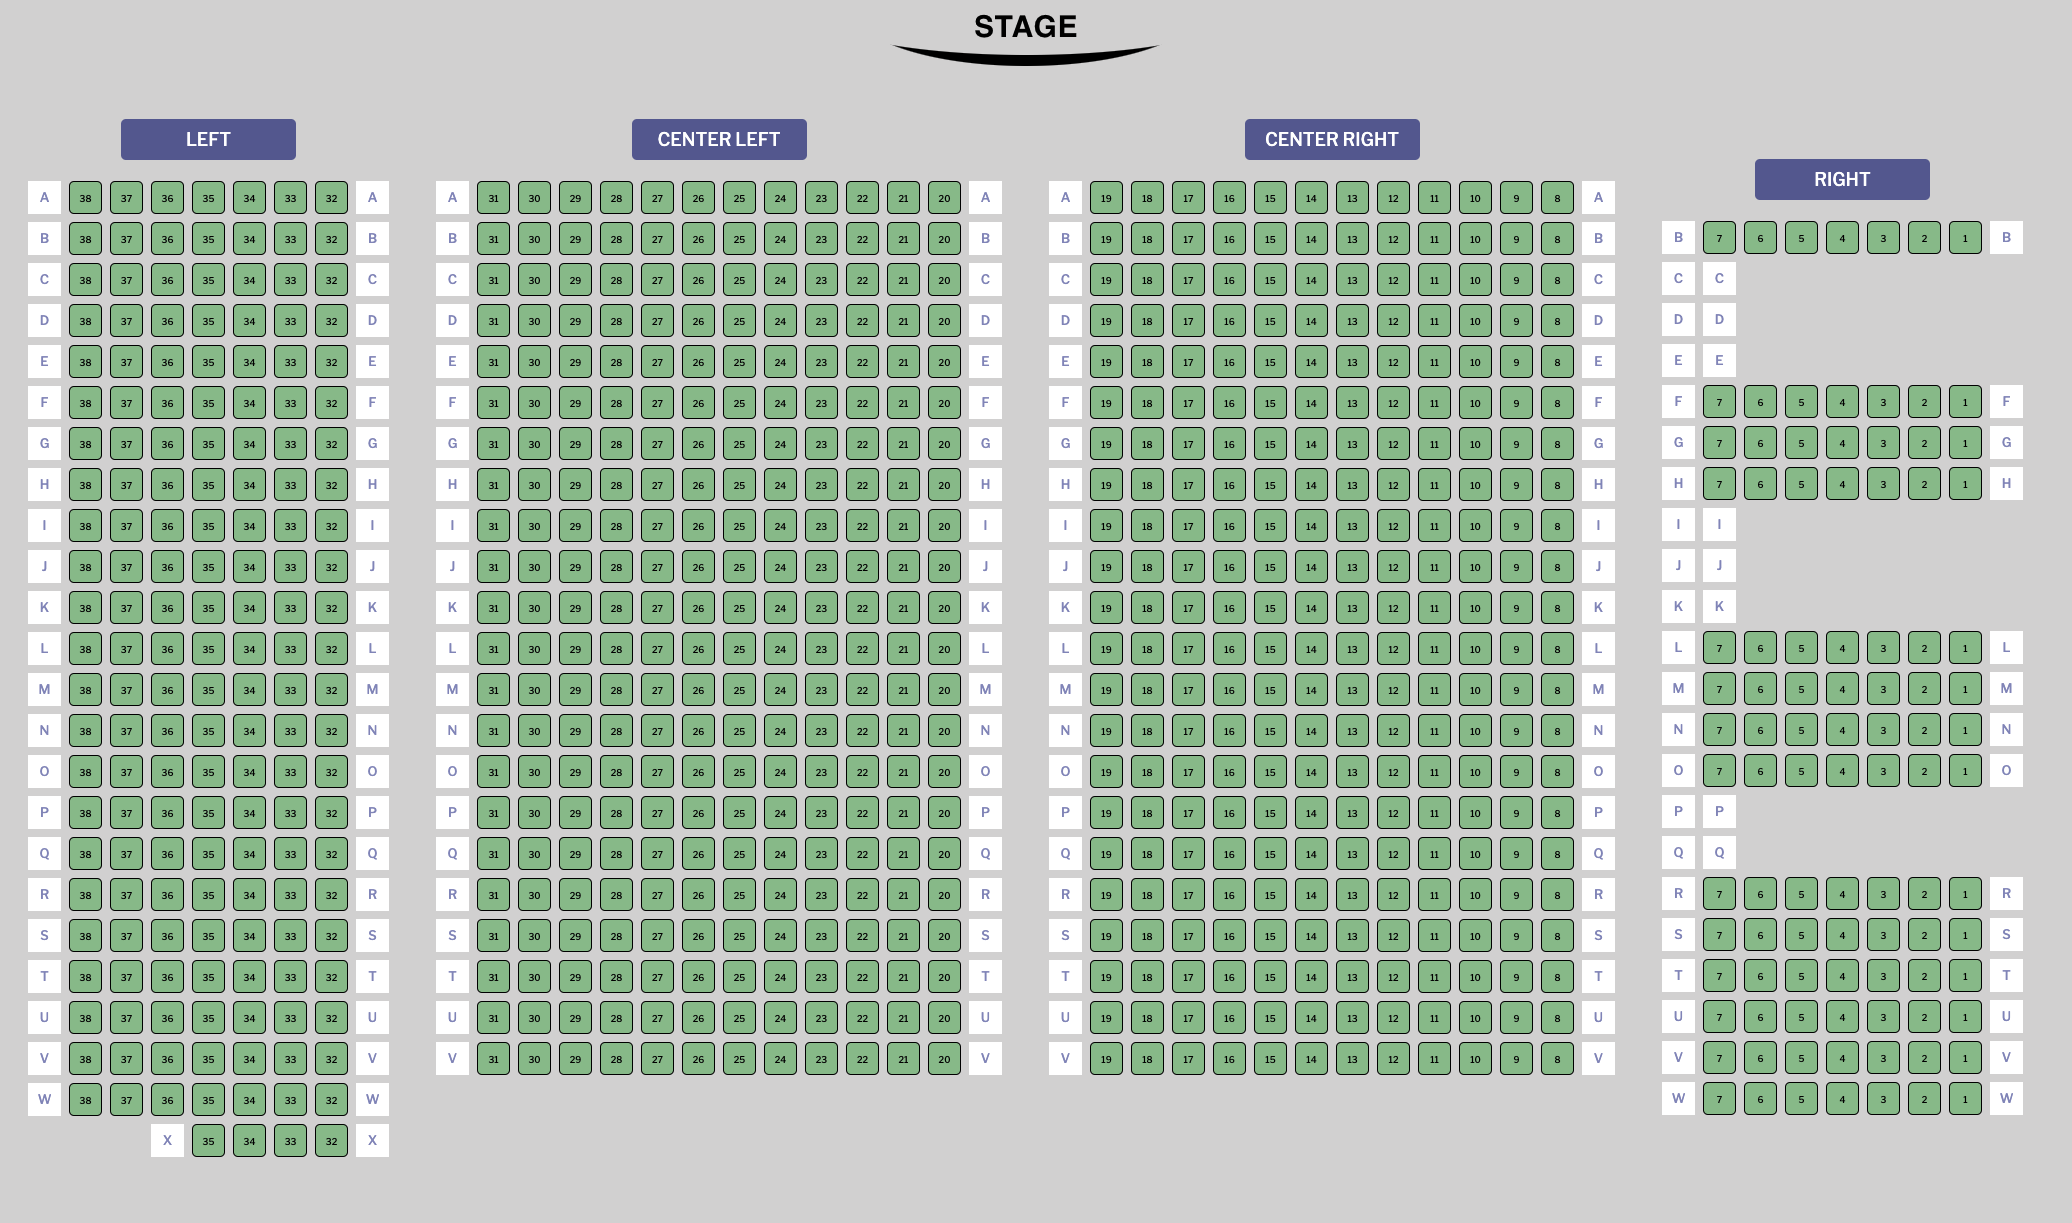 STAGE
LEFT CENTER LEFT CENTER RIGHT
RIGHT
A 38 37 36 35 34 33 32 A A 31 30 29 28 27 26 25 24 23 22 21 20 A A 19 18 17 16 15 14 13 12 11 10 9 8 A
B 38 37 36 35 34 33 32 B B 31 30 29 28 27 26 25 24 23 22 21 20 B B 19 18 17 16 15 14 13 12 11 10 9 8 B B 7 6 5 4 3 2 1 B
C 38 37 36 35 34 33 32 C C 31 30 29 28 27 26 25 24 23 22 21 20 C C 19 18 17 16 15 14 13 12 11 10 9 8 C C C
D 38 37 36 35 34 33 32 D D 31 30 29 28 27 26 25 24 23 22 21 20 D D 19 18 17 16 15 14 13 12 11 10 9 8 D D D
E 38 37 36 35 34 33 32 E E 31 30 29 28 27 26 25 24 23 22 21 20 E E 19 18 17 16 15 14 13 12 11 10 9 8 E E E
F 38 37 36 35 34 33 32 F F 31 30 29 28 27 26 25 24 23 22 21 20 F F 19 18 17 16 15 14 13 12 11 10 9 8 F F 7 6 5 4 3 2 1 F
G 38 37 36 35 34 33 32 G G 31 30 29 28 27 26 25 24 23 22 21 20 G G 19 18 17 16 15 14 13 12 11 10 9 8 G G 7 6 5 4 3 2 1 G
H 38 37 36 35 34 33 32 H H 31 30 29 28 27 26 25 24 23 22 21 20 H H 19 18 17 16 15 14 13 12 11 10 9 8 H H 7 6 5 4 3 2 1 H
I 38 37 36 35 34 33 32 I I 31 30 29 28 27 26 25 24 23 22 21 20 I I 19 18 17 16 15 14 13 12 11 10 9 8 I I I
J 38 37 36 35 34 33 32 J J 31 30 29 28 27 26 25 24 23 22 21 20 J J 19 18 17 16 15 14 13 12 11 10 9 8 J J J
K 38 37 36 35 34 33 32 K K 31 30 29 28 27 26 25 24 23 22 21 20 K K 19 18 17 16 15 14 13 12 11 10 9 8 K K K
L 38 37 36 35 34 33 32 L L 31 30 29 28 27 26 25 24 23 22 21 20 L L 19 18 17 16 15 14 13 12 11 10 9 8 L L 7 6 5 4 3 2 1 L
M 38 37 36 35 34 33 32 M M 31 30 29 28 27 26 25 24 23 22 21 20 M M 19 18 17 16 15 14 13 12 11 10 9 8 M M 7 6 5 4 3 2 1 M
N 38 37 36 35 34 33 32 N N 31 30 29 28 27 26 25 24 23 22 21 20 N N 19 18 17 16 15 14 13 12 11 10 9 8 N N 7 6 5 4 3 2 1 N
O 38 37 36 35 34 33 32 O O 31 30 29 28 27 26 25 24 23 22 21 20 O O 19 18 17 16 15 14 13 12 11 10 9 8 O O 7 6 5 4 3 2 1 O
P 38 37 36 35 34 33 32 P P 31 30 29 28 27 26 25 24 23 22 21 20 P P 19 18 17 16 15 14 13 12 11 10 9 8 P P P
Q 38 37 36 35 34 33 32 Q Q 31 30 29 28 27 26 25 24 23 22 21 20 Q Q 19 18 17 16 15 14 13 12 11 10 9 8 Q Q Q
R 38 37 36 35 34 33 32 R R 31 30 29 28 27 26 25 24 23 22 21 20 R R 19 18 17 16 15 14 13 12 11 10 9 8 R R 7 6 5 4 3 2 1 R
S 38 37 36 35 34 33 32 S S 31 30 29 28 27 26 25 24 23 22 21 20 S S 19 18 17 16 15 14 13 12 11 10 9 8 S S 7 6 5 4 3 2 1 S
T 38 37 36 35 34 33 32 T T 31 30 29 28 27 26 25 24 23 22 21 20 T T 19 18 17 16 15 14 13 12 11 10 9 8 T T 7 6 5 4 3 2 1 T
U 38 37 36 35 34 33 32 U U 31 30 29 28 27 26 25 24 23 22 21 20 U U 19 18 17 16 15 14 13 12 11 10 9 8 U U 7 6 5 4 3 2 1 U
V 38 37 36 35 34 33 32 V V 31 30 29 28 27 26 25 24 23 22 21 20 V V 19 18 17 16 15 14 13 12 11 10 9 8 V V 7 6 5 4 3 2 1 V
W 38 37 36 35 34 33 32 W W 7 6 5 4 3 2 1 W
X 35 34 33 32 X